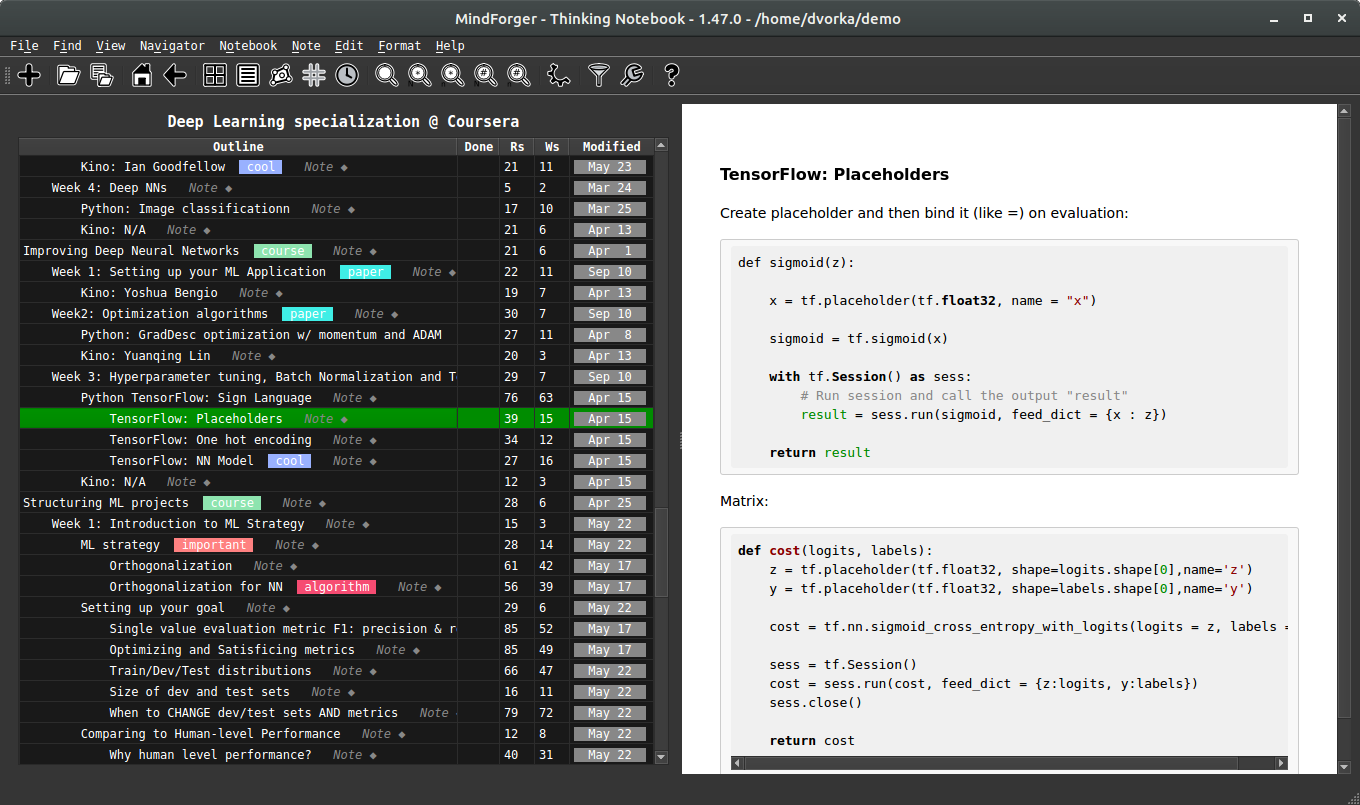 MindForger - Thinking Notebook - 1.47.0 - /home/dvorka/demo
File Find View Navigator Notebook Note Edit Format Help
Deep Learning specialization @ Coursera
Outline Done Rs Ws Modified
Kino: Ian Goodfellow cool Note ◆ 21 11 May 23
Week 4: Deep NNs Note ◆ 5 2 Mar 24
Python: Image classificationn Note ◆ 17 10 Mar 25
Kino: N/A Note ◆ 21 6 Apr 13
Improving Deep Neural Networks course Note ◆ 21 6 Apr 1
Week 1: Setting up your ML Application paper Note ◆ 22 11 Sep 10
Kino: Yoshua Bengio Note ◆ 19 7 Apr 13
Week2: Optimization algorithms paper Note ◆ 30 7 Sep 10
Python: GradDesc optimization w/ momentum and ADAM 27 11 Apr 8
Kino: Yuanqing Lin Note ◆ 20 3 Apr 13
Week 3: Hyperparameter tuning, Batch Normalization and T 29 7 Sep 10
Python TensorFlow: Sign Language Note ◆ 76 63 Apr 15
TensorFlow: Placeholders Note ◆ 39 15 Apr 15
TensorFlow: One hot encoding Note ◆ 34 12 Apr 15
TensorFlow: NN Model cool Note ◆ 27 16 Apr 15
Kino: N/A Note ◆ 12 3 Apr 15
Structuring ML projects course Note ◆ 28 6 Apr 25
Week 1: Introduction to ML Strategy Note ◆ 15 3 May 22
ML strategy important Note ◆ 28 14 May 22
Orthogonalization Note ◆ 61 42 May 17
Orthogonalization for NN algorithm Note ◆ 56 39 May 17
Setting up your goal Note ◆ 29 6 May 22
Single value evaluation metric F1: precision & r 85 52 May 17
Optimizing and Satisficing metrics Note ◆ 85 49 May 17
Train/Dev/Test distributions Note ◆ 66 47 May 22
Size of dev and test sets Note ◆ 16 11 May 22
When to CHANGE dev/test sets AND metrics Note 79 72 May 22
Comparing to Human-level Performance Note ◆ 12 8 May 22
Why human level performance? Note ◆ 40 31 May 22
TensorFlow: Placeholders
Create placeholder and then bind it (like =) on evaluation:
def sigmoid(z):
x = tf.placeholder(tf.float32, name = "x")
sigmoid = tf.sigmoid(x)
with tf.Session() as sess:
# Run session and call the output "result"
result = sess.run(sigmoid, feed_dict = {x : z})
return result
Matrix:
def cost(logits, labels):
z = tf.placeholder(tf.float32, shape=logits.shape[0],name='z')
y = tf.placeholder(tf.float32, shape=labels.shape[0],name='y')
cost = tf.nn.sigmoid_cross_entropy_with_logits(logits = z, labels =
sess = tf.Session()
cost = sess.run(cost, feed_dict = {z:logits, y:labels})
sess.close()
return cost